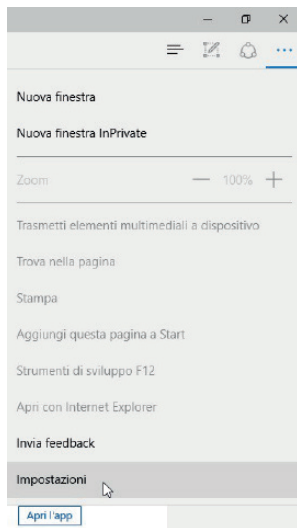 Nuova finestra
Nuova finestra InPrivate
Zoom — 100% +
Trasmetti elementi multimediali a dispositivo
Trova nella pagina
Stampa
Aggiungi questa pagina a Start
Strumenti di sviluppo F12
Apri con Internet Explorer
Invia feedback
Impostazioni
Apri l'app